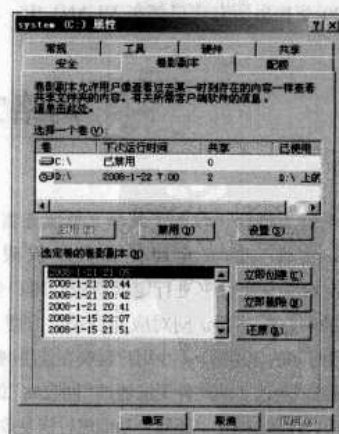 system (C:) 属性
常规 工具 硬件 共享
安全 卷影副本 配额
卷影副本允许用户像查看过去某一时刻存在的内容一样查看
共享文件夹的内容。有关所需客户端软件的信息，
请单击此处。
选择一个卷(V):
卷 下次运行时间 共享 已使用
C:\ 已禁用 0
D:\ 2008-1-22 7:00 2 D:\ 上的
启用(E) 禁用(D) 设置(S)...
选定卷的卷影副本(H)
2008-1-21 21:05 立即创建(C)
2008-1-21 20:44
2008-1-21 20:42 立即删除(N)
2008-1-21 20:41
2008-1-15 22:07 还原(R)
2008-1-15 21:51
确定 取消 应用(A)